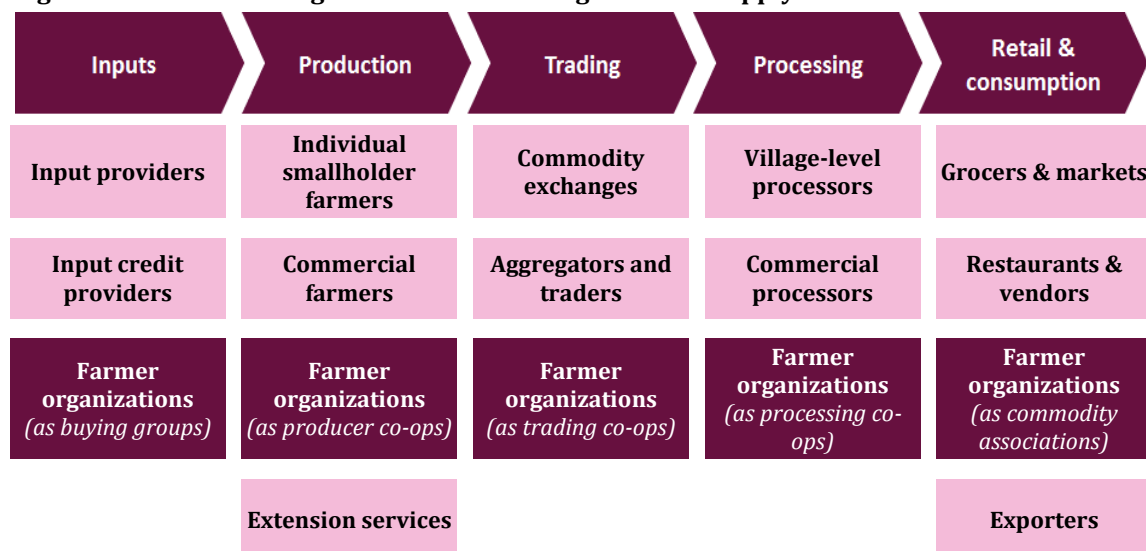 Inputs
Production
Trading
Processing
Retail &
consumption
Input providers
Individual
smallholder
farmers
Commodity
exchanges
Village-level
processors
Grocers & markets
Input credit
providers
Commercial
farmers
Aggregators and
traders
Commercial
processors
Restaurants &
vendors
Farmer
organizations
(as buying groups)
Farmer
organizations
(as producer co-ops)
Farmer
organizations
(as trading co-ops)
Farmer
organizations
(as processing co-
ops)
Farmer
organizations
(as commodity
associations)
Extension services
Exporters